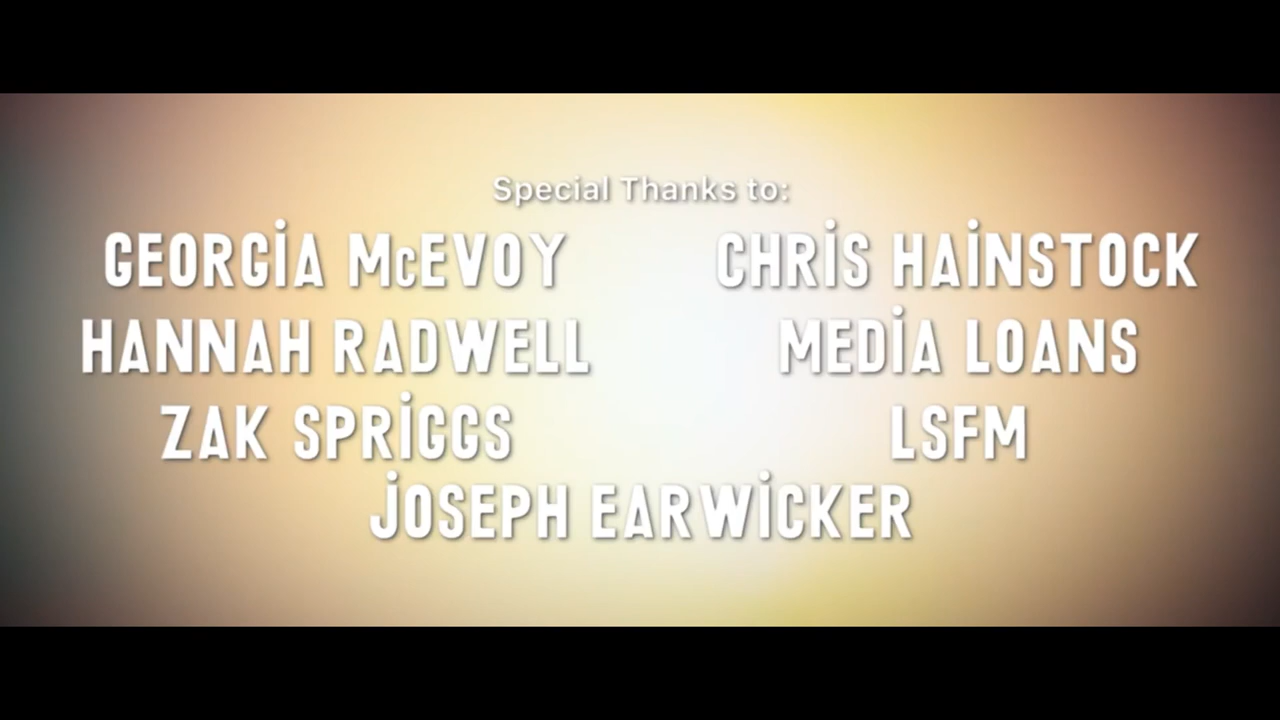 Special Thanks to:
GEORGIA McEVOY
CHRIS HAINSTOCK
HANNAH RADWELL
MEDIA LOANS
ZAK SPRIGGS
LSFM
JOSEPH EARWICKER